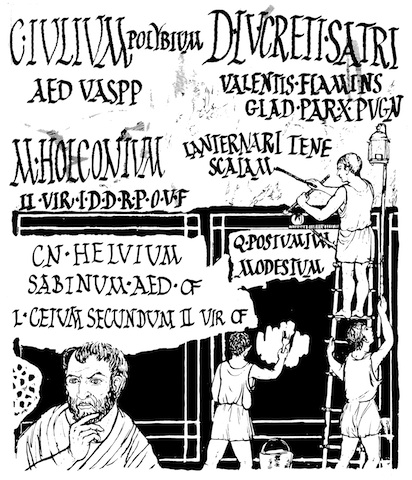 C·IVLIVM POLYBIVM
AED VASPP
D·LVCRETI·SATRI
VALENTIS·FLAMINS
GLAD·PAR·X PVGN
M·HOLCONIVM
II·VIR·I·D·D·R·P·O·V·F
LANTERNARI TENE
SCALAM
CN·HELVIVM
SABINVM·AED·OF
L·CEIVM SECVNDVM II VIR OF
Q·POSTVMIVM
MODESTVM